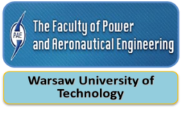 The Faculty of Power
and Aeronautical Engineering
Warsaw University of
Technology